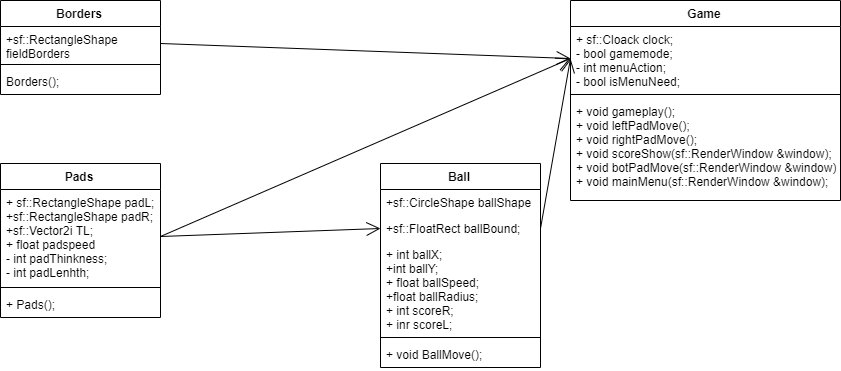 Borders
+sf::RectangleShape
fieldBorders
Borders();
Game
+ sf::Cloack clock;
- bool gamemode;
- int menuAction;
- bool isMenuNeed;
+ void gameplay();
+ void leftPadMove();
+ void rightPadMove();
+ void scoreShow(sf::RenderWindow &window);
+ void botPadMove(sf::RenderWindow &window)
+ void mainMenu(sf::RenderWindow &window);
Pads
+ sf::RectangleShape padL;
+sf::RectangleShape padR;
+sf::Vector2i TL;
+ float padspeed
- int padThinkness;
- int padLenhth;
+ Pads();
Ball
+sf::CircleShape ballShape
+sf::FloatRect ballBound;
+ int ballX;
+int ballY;
+ float ballSpeed;
+float ballRadius;
+ int scoreR;
+ inr scoreL;
+ void BallMove();